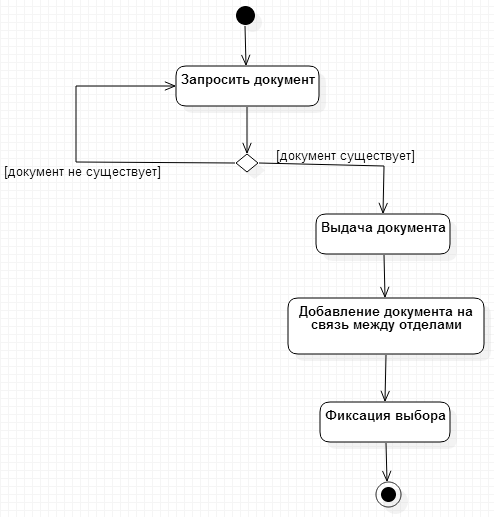 Запросить документ
[документ существует]
[документ не существует]
Выдача документа
Добавление документа на
связь между отделами
Фиксация выбора